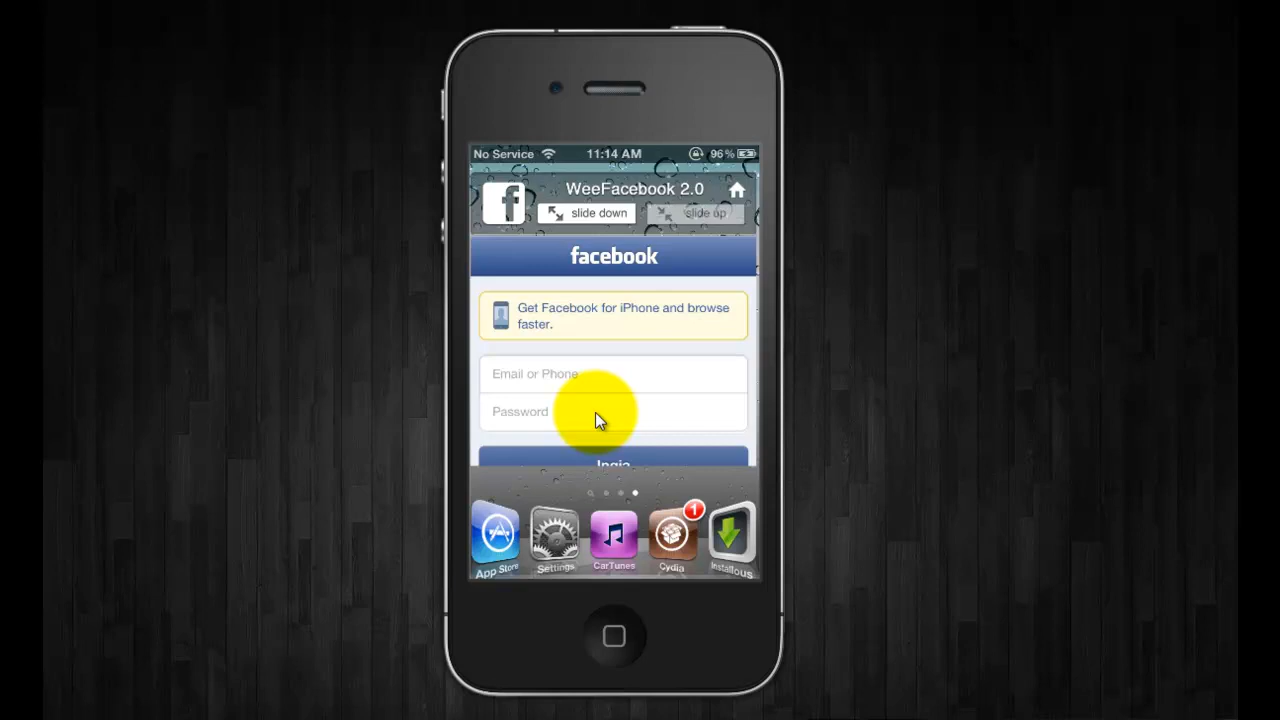 No Service 11:14 AM 96%
WeeFacebook 2.0
slide down slide up
facebook
Get Facebook for iPhone and browse
faster.
Email or Phone
Password
1
App Store Settings CarTunes Cydia Installous